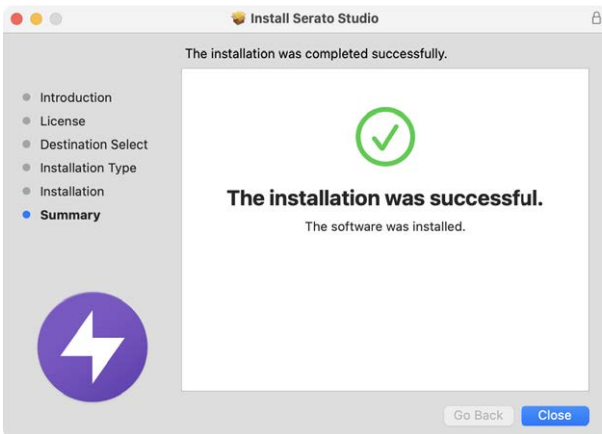 Install Serato Studio
The installation was completed successfully.
Introduction
License
Destination Select
Installation Type
Installation
Summary
The installation was successful.
The software was installed.
Go Back
Close